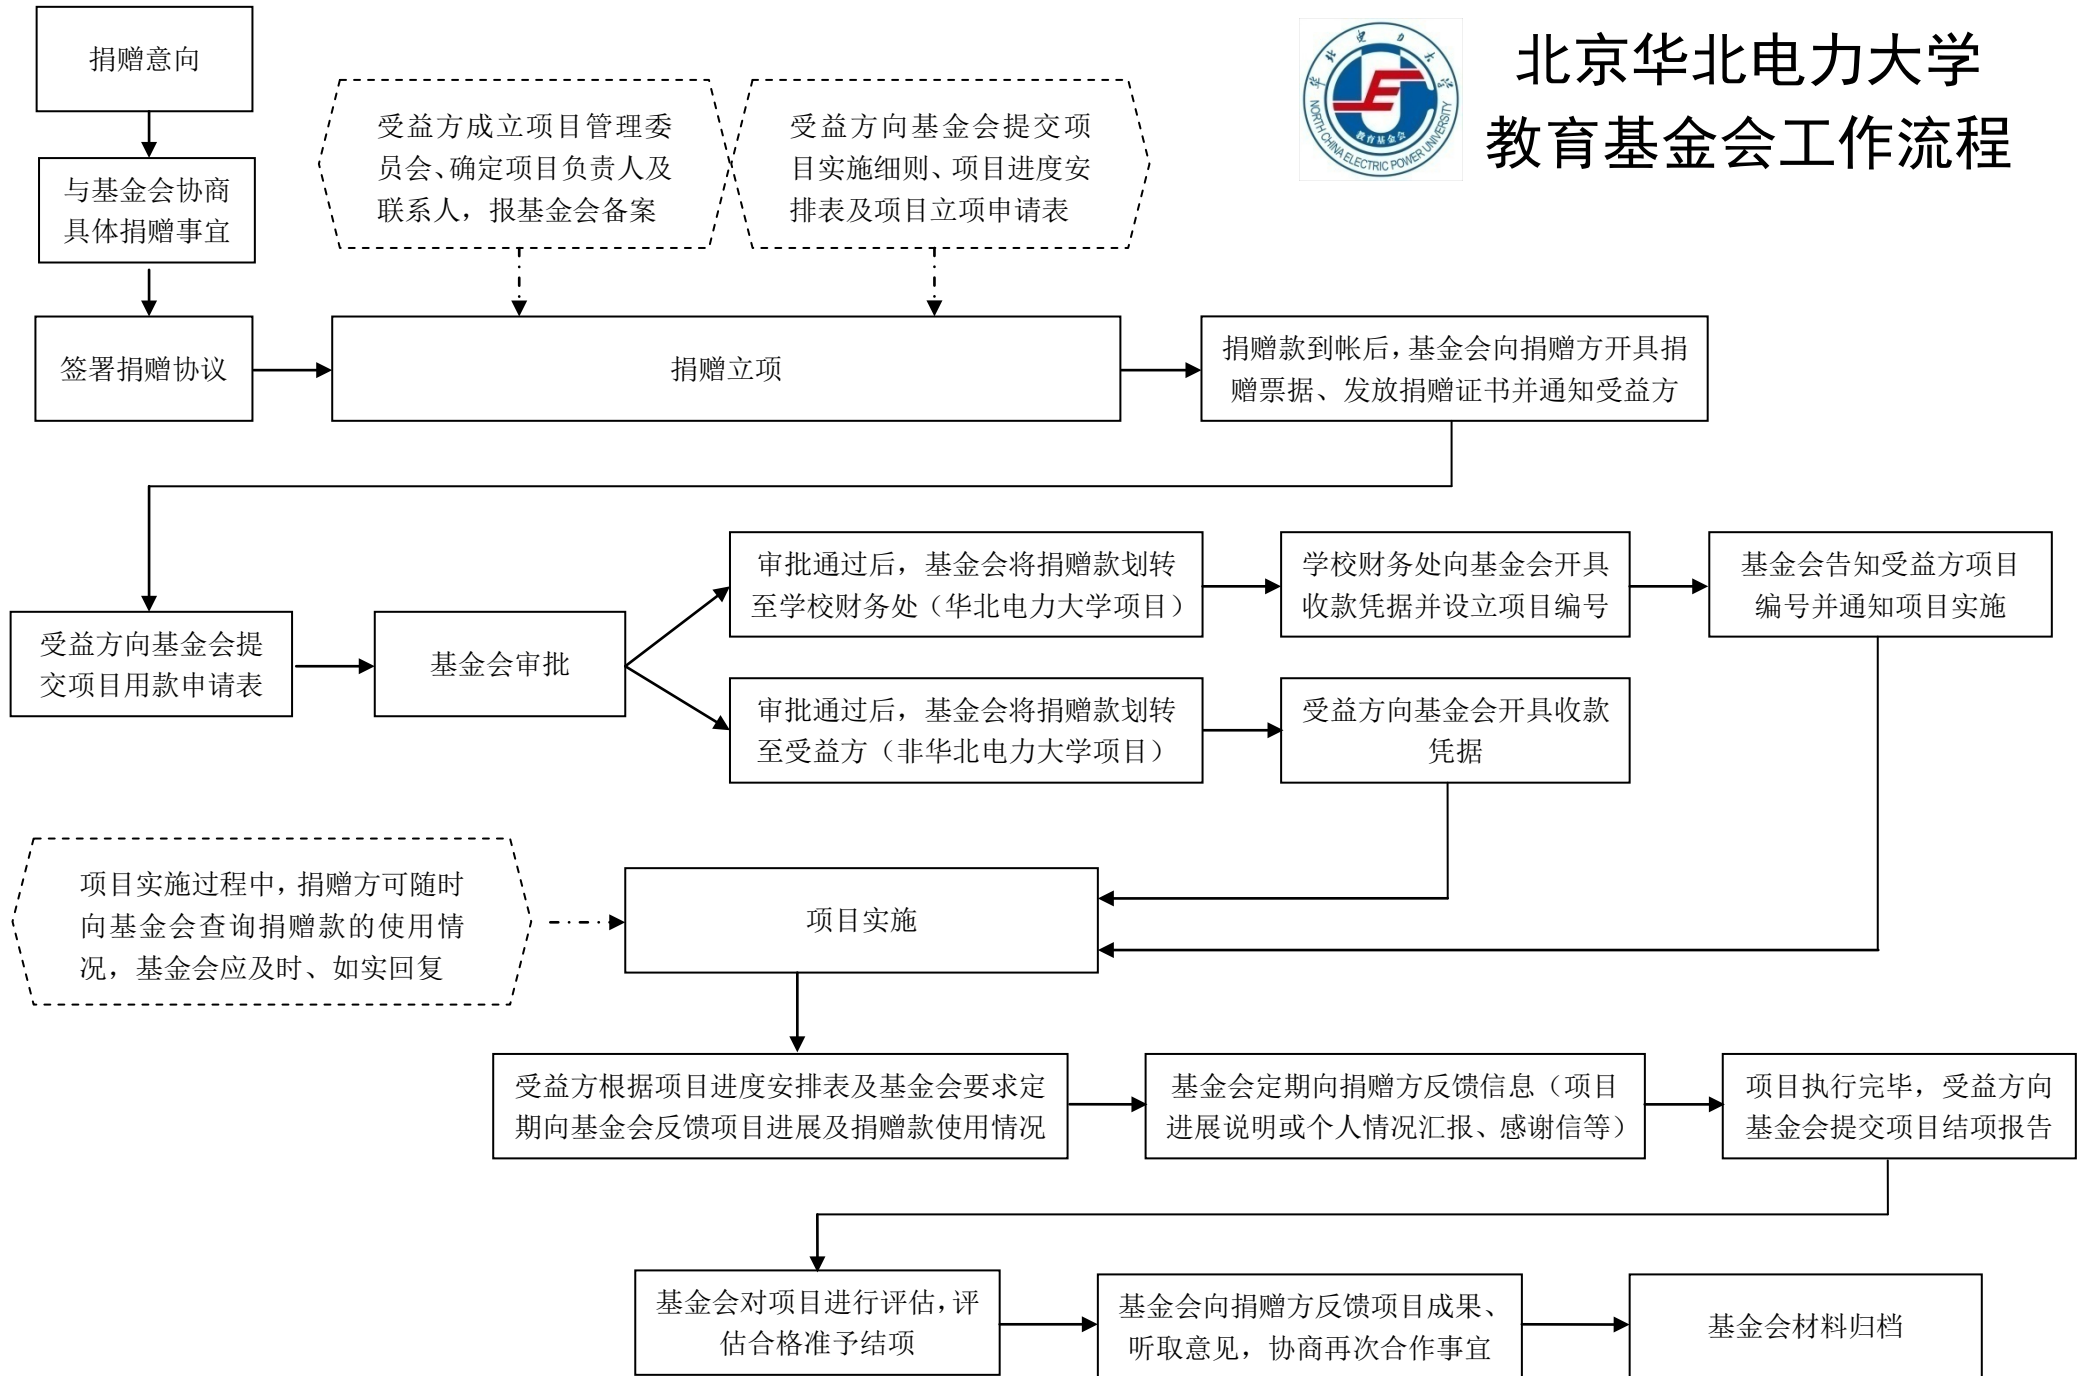 捐赠意向
北京华北电力大学
教育基金会工作流程
华北电力大学
教育基金会
NORTH CHINA ELECTRIC POWER UNIVERSITY
与基金会协商
具体捐赠事宜
受益方成立项目管理委
员会、确定项目负责人及
联系人，报基金会备案
受益方向基金会提交项
目实施细则、项目进度安
排表及项目立项申请表
签署捐赠协议
捐赠立项
捐赠款到帐后，基金会向捐赠方开具捐
赠票据、发放捐赠证书并通知受益方
受益方向基金会提
交项目用款申请表
基金会审批
审批通过后，基金会将捐赠款划转
至学校财务处（华北电力大学项目）
学校财务处向基金会开具
收款凭据并设立项目编号
基金会告知受益方项目
编号并通知项目实施
审批通过后，基金会将捐赠款划转
至受益方（非华北电力大学项目）
受益方向基金会开具收款
凭据
项目实施过程中，捐赠方可随时
向基金会查询捐赠款的使用情
况，基金会应及时、如实回复
项目实施
受益方根据项目进度安排表及基金会要求定
期向基金会反馈项目进展及捐赠款使用情况
基金会定期向捐赠方反馈信息（项目
进展说明或个人情况汇报、感谢信等）
项目执行完毕，受益方向
基金会提交项目结项报告
基金会对项目进行评估，评
估合格准予结项
基金会向捐赠方反馈项目成果、
听取意见，协商再次合作事宜
基金会材料归档